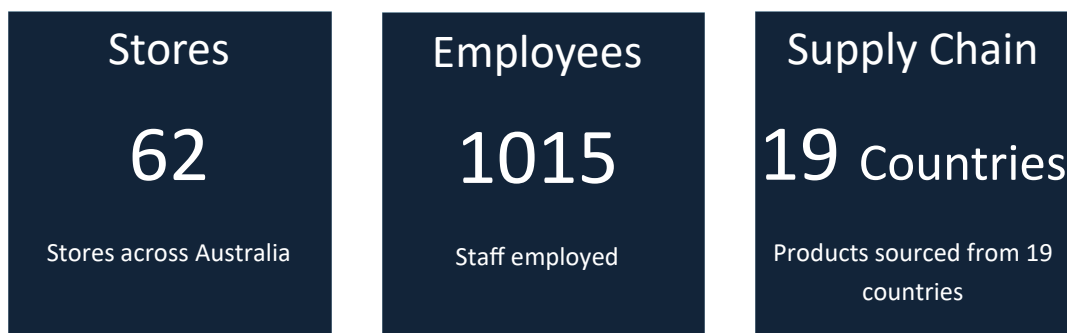 Stores
62
Stores across Australia
Employees
1015
Staff employed
Supply Chain
19 Countries
Products sourced from 19
countries